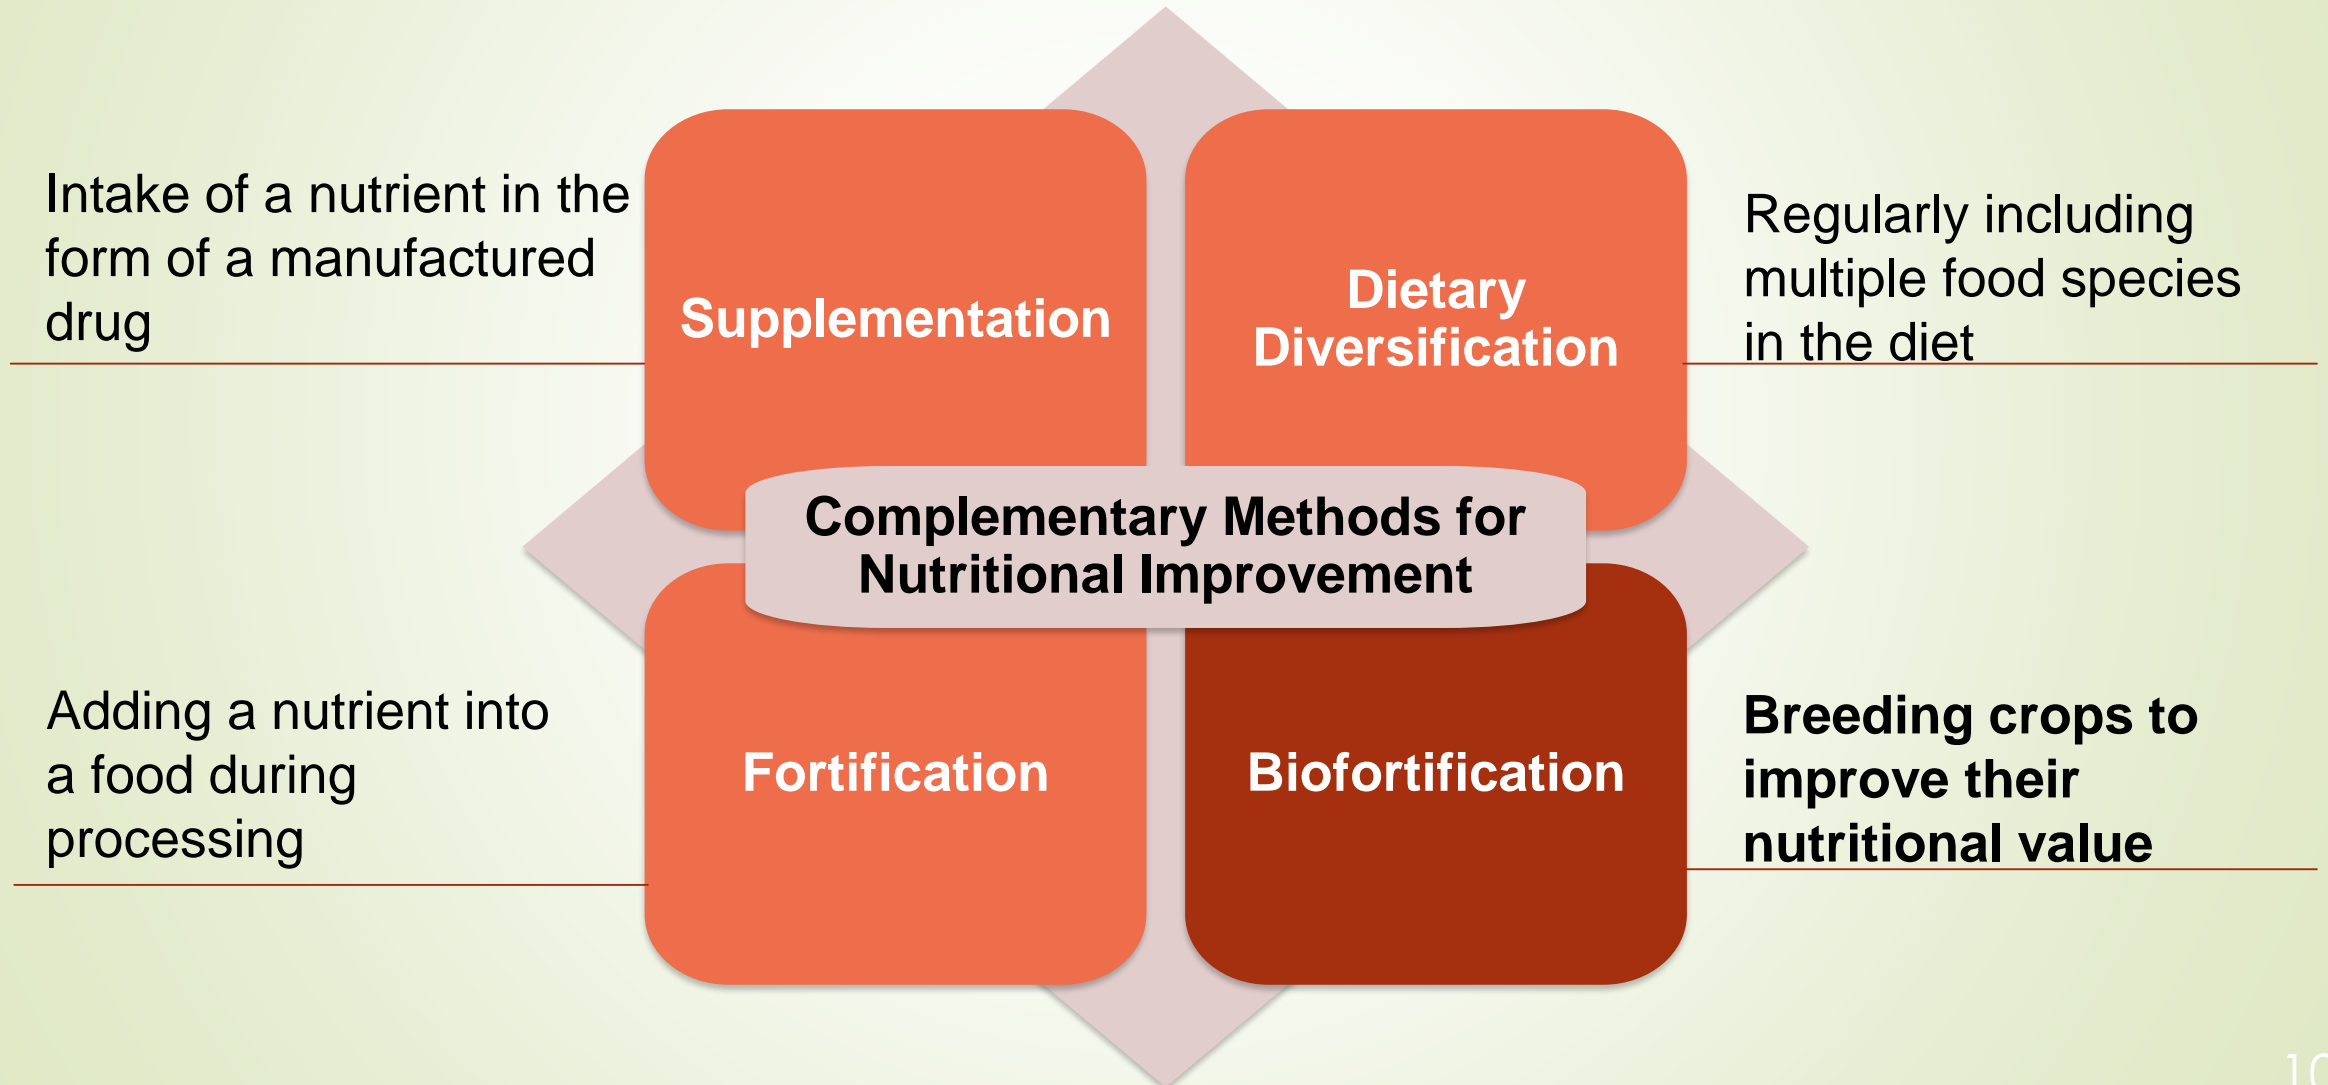 Intake of a nutrient in the
form of a manufactured
drug
Supplementation
Dietary
Diversification
Regularly including
multiple food species
in the diet
Complementary Methods for
Nutritional Improvement
Adding a nutrient into
a food during
processing
Fortification
Biofortification
Breeding crops to
improve their
nutritional value
10